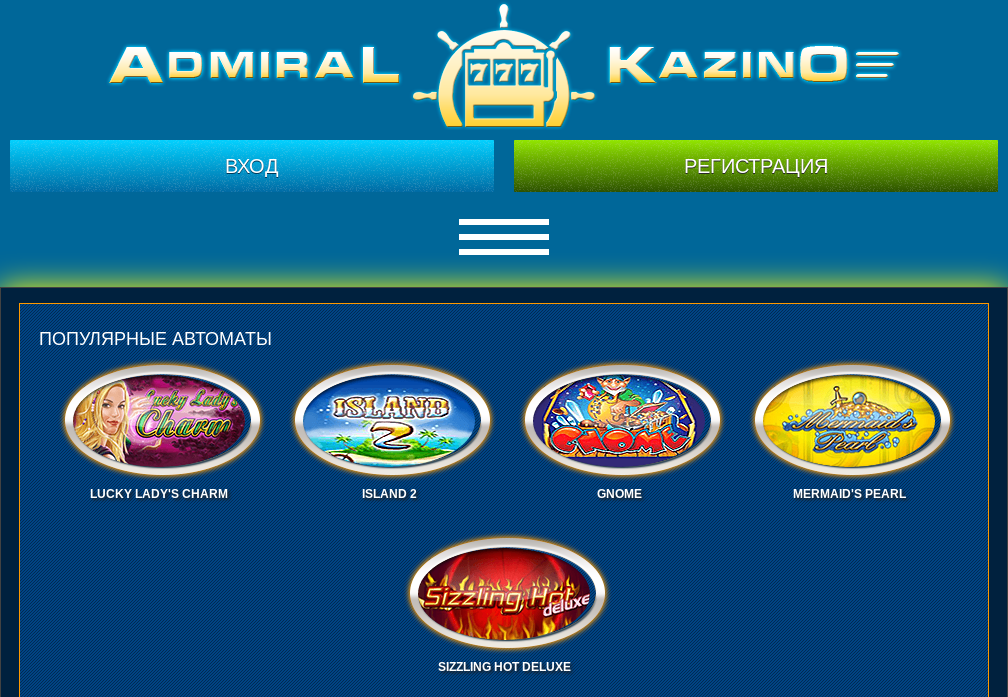 ADMIRAL 777 KAZINO
ВХОД
РЕГИСТРАЦИЯ
ПОПУЛЯРНЫЕ АВТОМАТЫ
Lucky Lady's
Charm
ISLAND
2
GNOME
Mermaid's
Pearl
LUCKY LADY'S CHARM
ISLAND 2
GNOME
MERMAID'S PEARL
Sizzling Hot
deluxe
SIZZLING HOT DELUXE